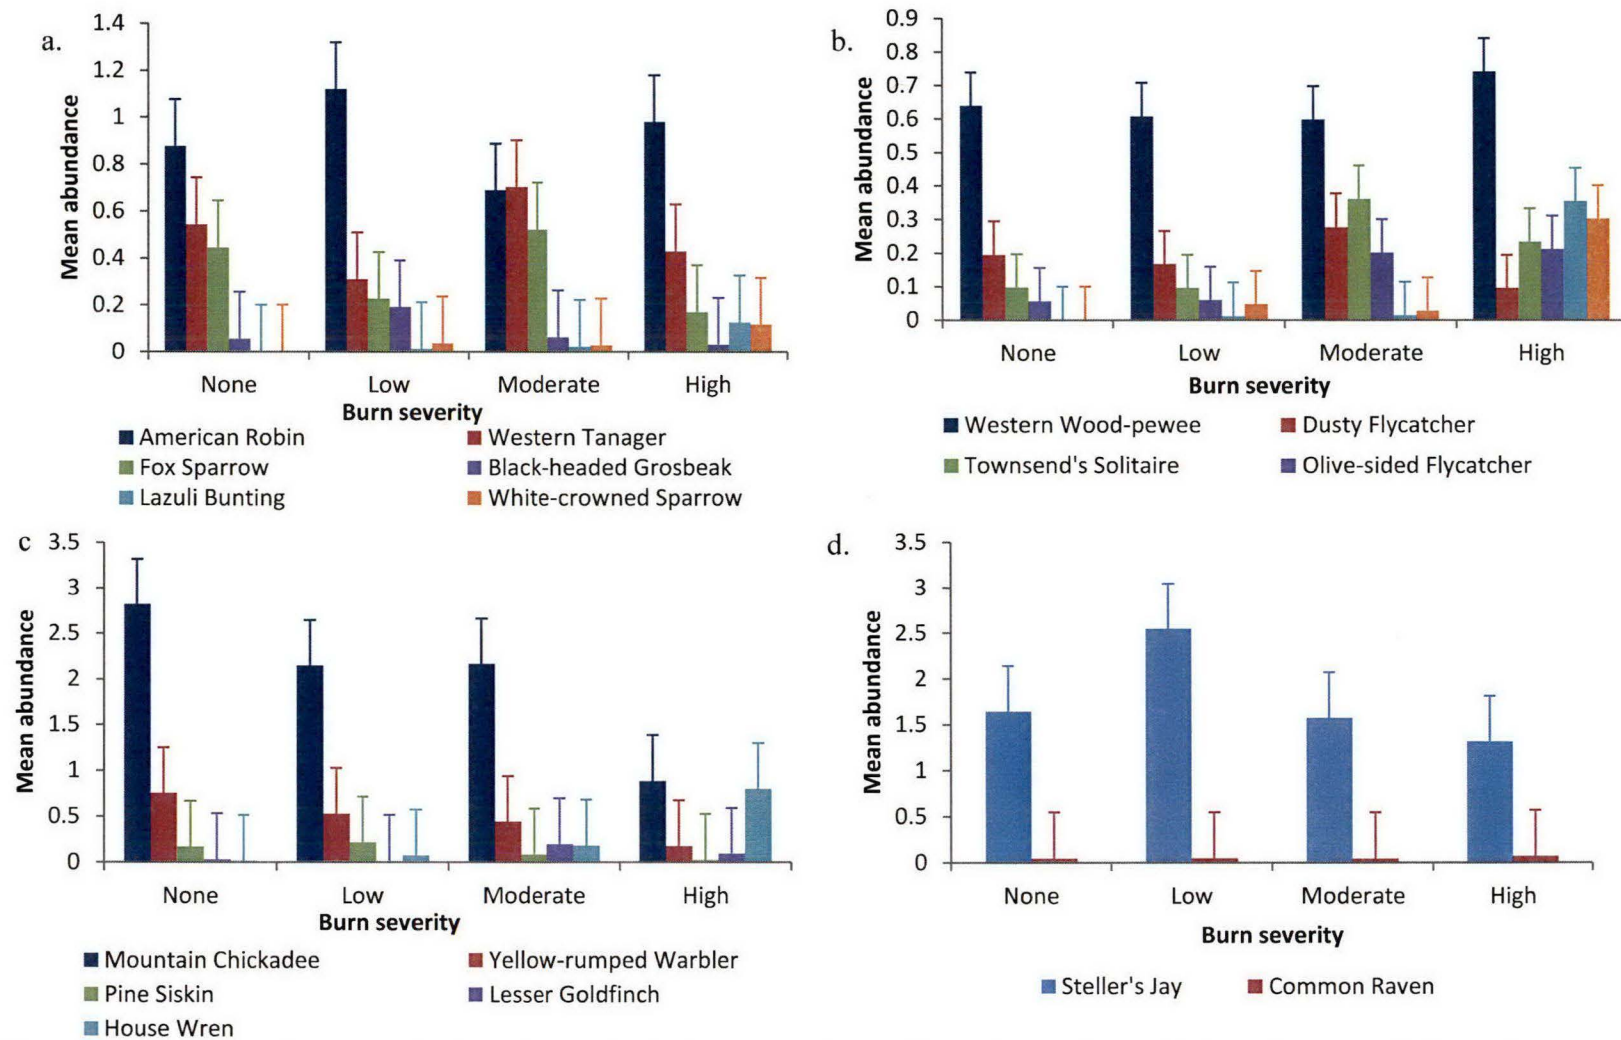 a.
1.4
1.2
1
0.8
0.6
0.4
0.2
0
Mean abundance
None Low Moderate High
Burn severity
American Robin Western Tanager
Fox Sparrow Black-headed Grosbeak
Lazuli Bunting White-crowned Sparrow
b.
0.9
0.8
0.7
0.6
0.5
0.4
0.3
0.2
0.1
0
Mean abundance
None Low Moderate High
Burn severity
Western Wood-pewee Dusty Flycatcher
Townsend's Solitaire Olive-sided Flycatcher
c
3.5
3
2.5
2
1.5
1
0.5
0
Mean abundance
None Low Moderate High
Burn severity
Mountain Chickadee Yellow-rumped Warbler
Pine Siskin Lesser Goldfinch
House Wren
d.
3.5
3
2.5
2
1.5
1
0.5
0
Mean abundance
None Low Moderate High
Burn severity
Steller's Jay Common Raven